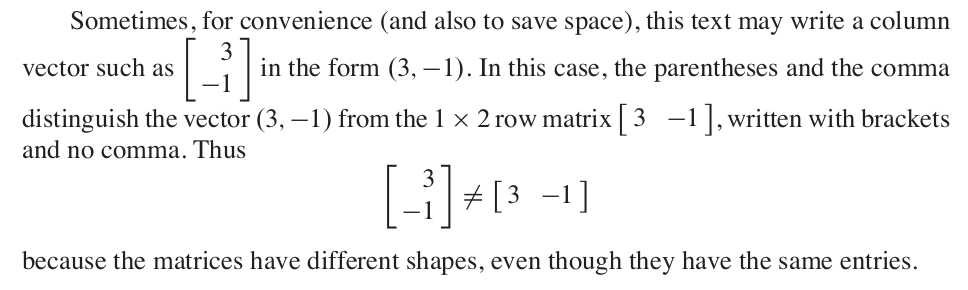 Sometimes, for convenience (and also to save space), this text may write a column
vector such as [ 3 −1 ] in the form (3, −1). In this case, the parentheses and the comma
distinguish the vector (3, −1) from the 1 × 2 row matrix [ 3 −1 ], written with brackets
and no comma. Thus
[ 3 −1 ] ≠ [ 3 −1 ]
because the matrices have different shapes, even though they have the same entries.